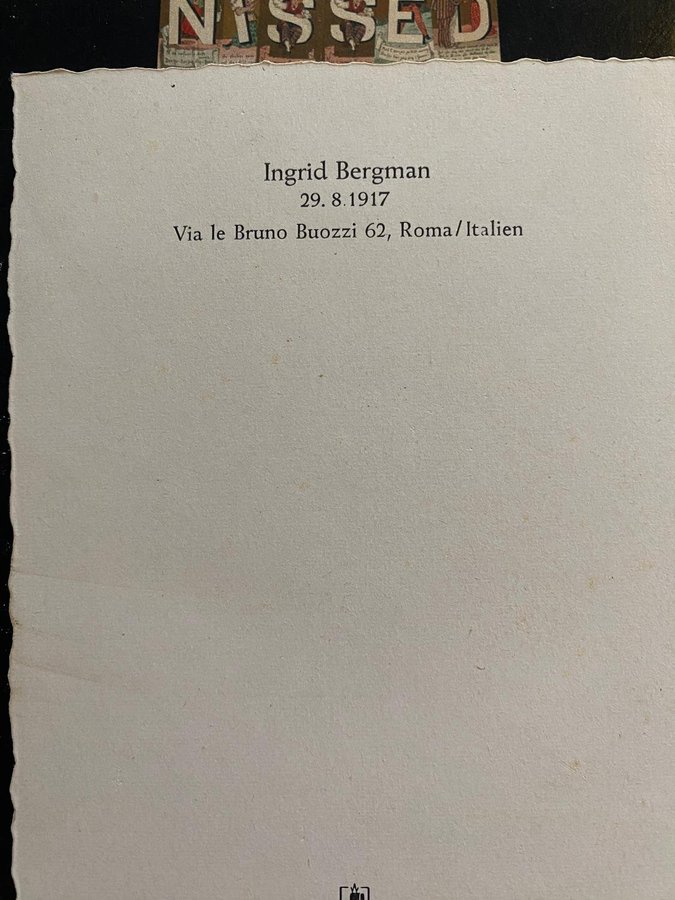 NISSED
Ingrid Bergman
29. 8. 1917
Via le Bruno Buozzi 62, Roma/Italien